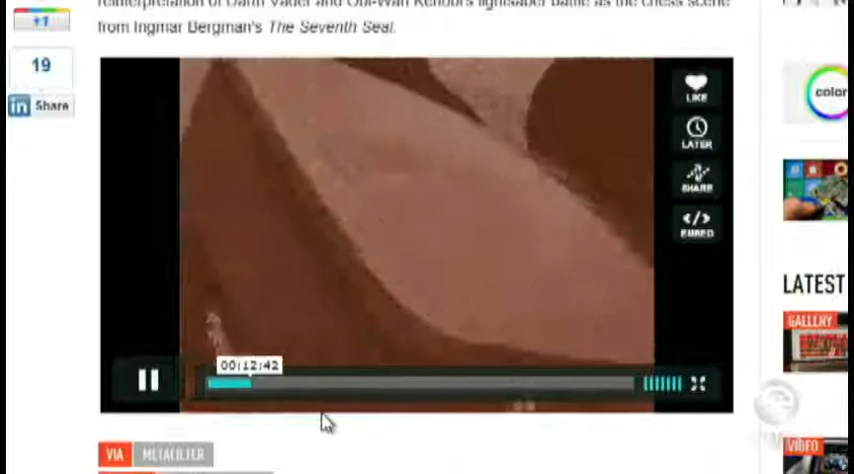 +1
from Ingmar Bergman's The Seventh Seal.
19
in Share
LIKE
LATER
SHARE
EMBED
color
LATEST
GALLERY
00:12:42
VIA METAFILTER
VIDEO